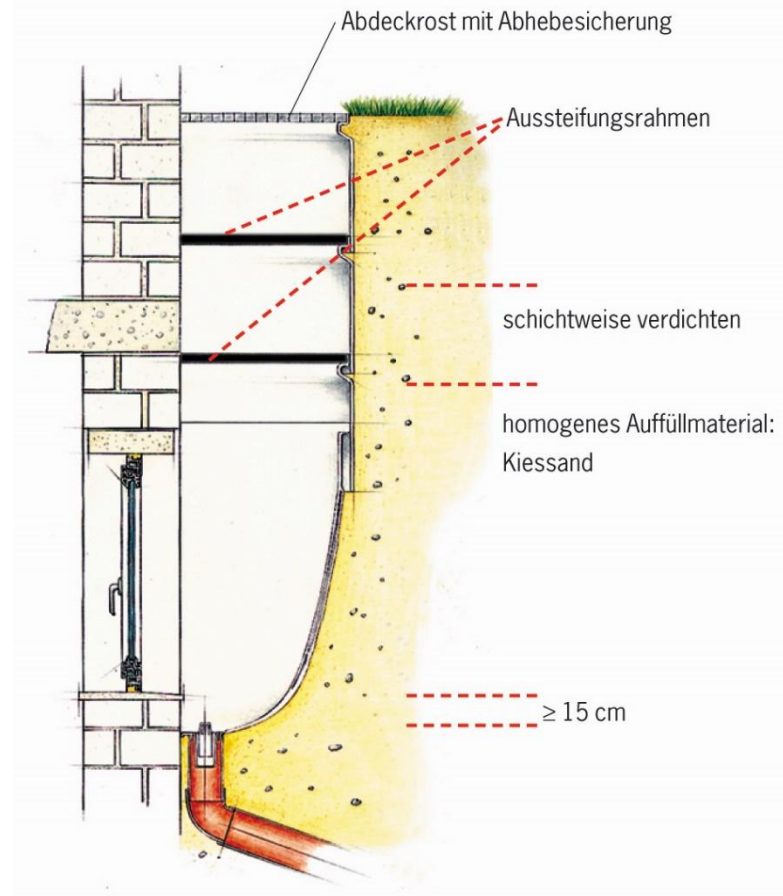 Abdeckrost mit Abhebesicherung
Aussteifungsrahmen
schichtweise verdichten
homogenes Auffüllmaterial:
Kiessand
≥ 15 cm